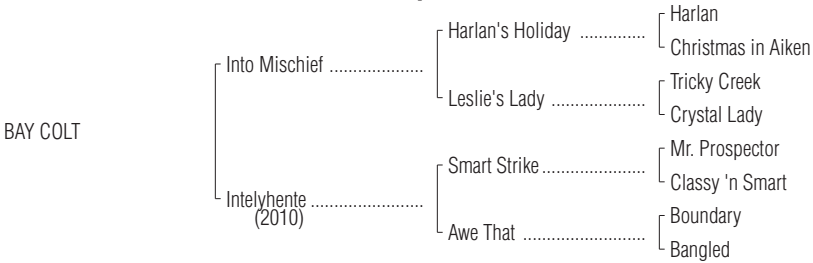 Harlan
Harlan's Holiday ..............
Christmas in Aiken
Into Mischief ....................
Tricky Creek
Leslie's Lady ....................
Crystal Lady
BAY COLT
Mr. Prospector
Smart Strike ......................
Classy 'n Smart
Intelyhente ........................
(2010)
Boundary
Awe That ..........................
Bangled